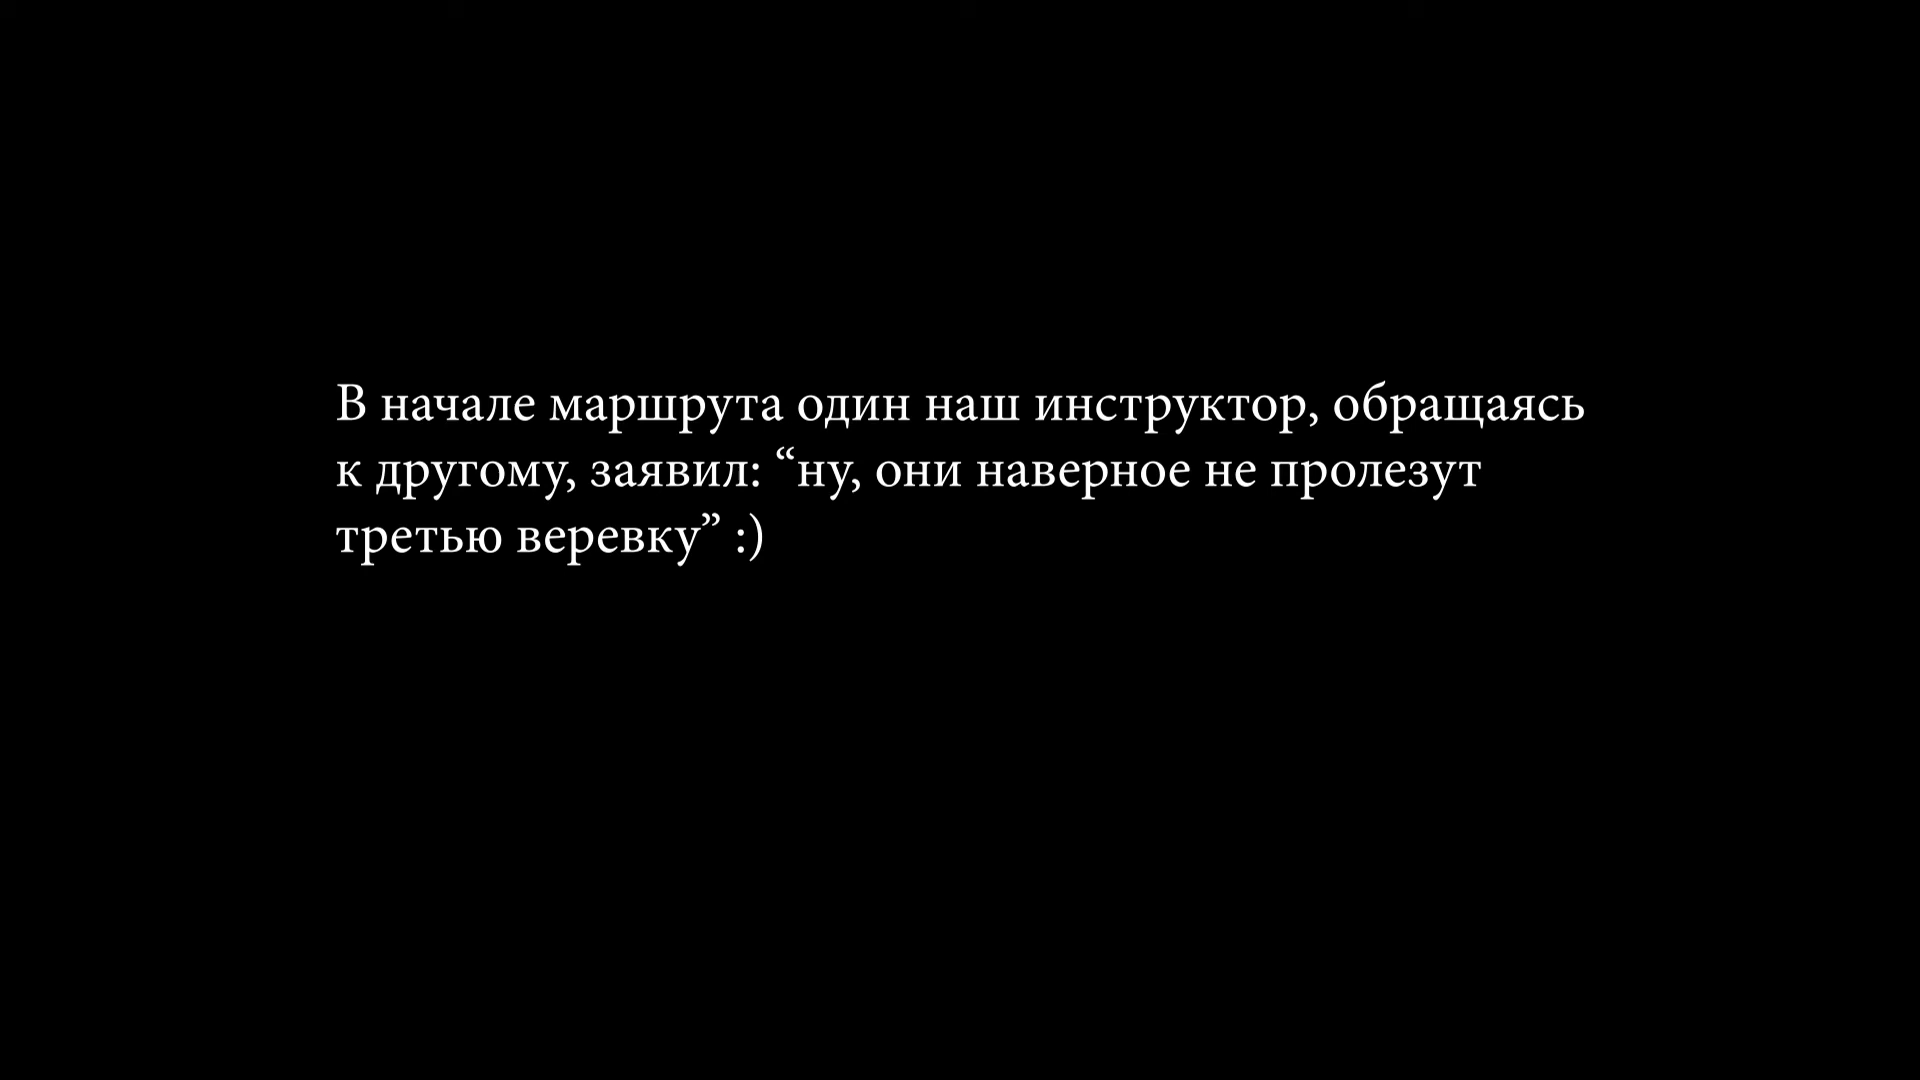 В начале маршрута один наш инструктор, обращаясь
к другому, заявил: “ну, они наверное не пролезут
третью веревку” :)